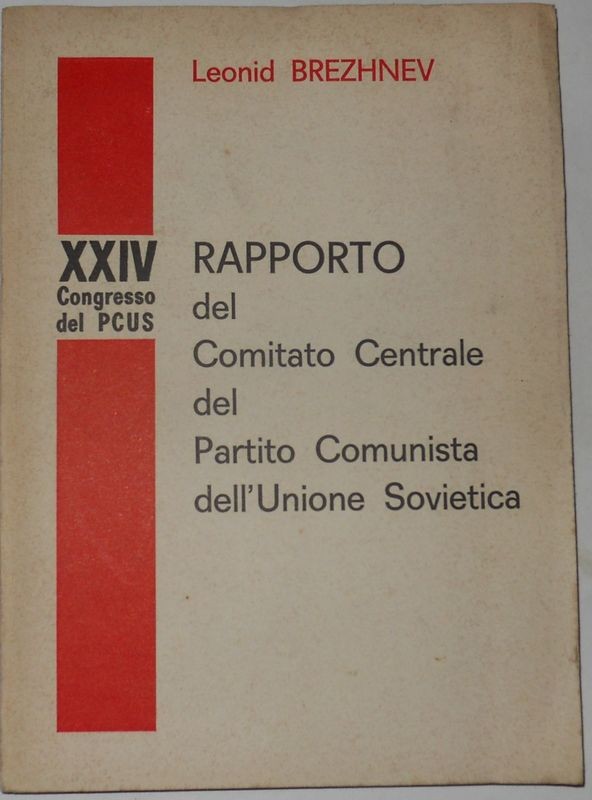 Leonid BREZHNEV
XXIV
Congresso
del PCUS
RAPPORTO
del
Comitato Centrale
del
Partito Comunista
dell'Unione Sovietica